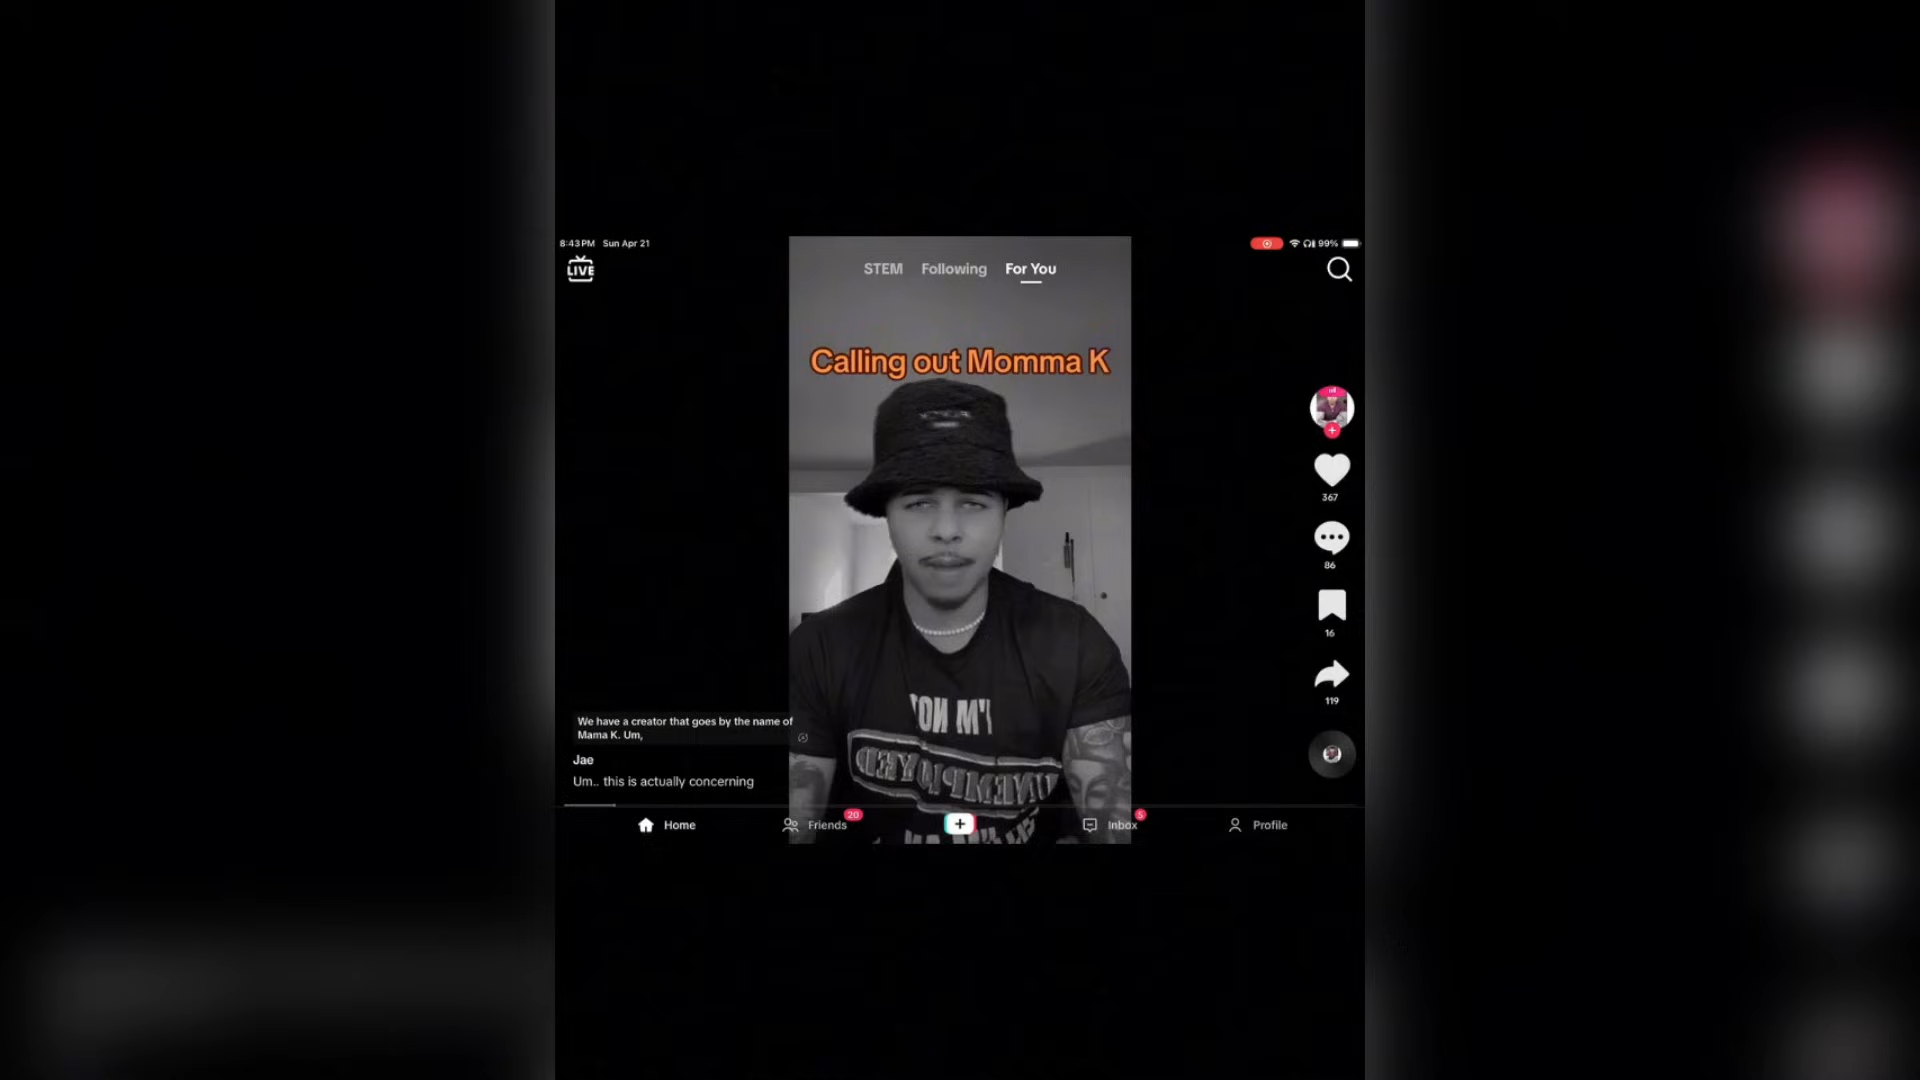 8:43 PM Sun Apr 21
99%
LIVE
STEM Following For You
Calling out Momma K
367
86
16
119
I'M NOT
UNEMPLOYED
We have a creator that goes by the name of
Mama K. Um,
Jae
Um.. this is actually concerning
Home
Friends
20
Inbox
5
Profile